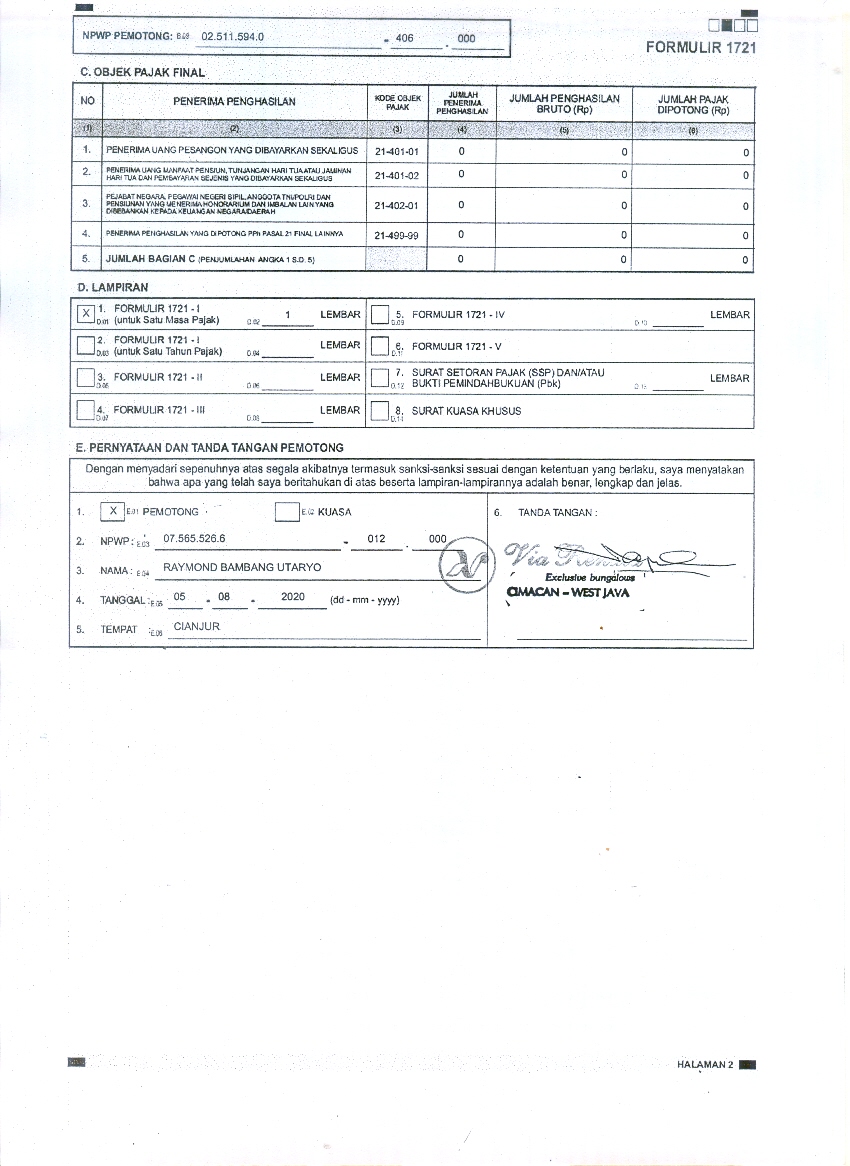 NPWP PEMOTONG: B.09 02.511.594.0 - 406 . 000
FORMULIR 1721
C. OBJEK PAJAK FINAL
NO PENERIMA PENGHASILAN KODE OBJEK PAJAK JUMLAH PENERIMA PENGHASILAN JUMLAH PENGHASILAN BRUTO (Rp) JUMLAH PAJAK DIPOTONG (Rp)
(1) (2) (3) (4) (5) (6)
1. PENERIMA UANG PESANGON YANG DIBAYARKAN SEKALIGUS 21-401-01 0 0 0
2. PENERIMA UANG MANFAAT PENSIUN, TUNJANGAN HARI TUA ATAU JAMINAN
HARI TUA DAN PEMBAYARAN SEJENIS YANG DIBAYARKAN SEKALIGUS 21-401-02 0 0 0
3. PEJABAT NEGARA, PEGAWAI NEGERI SIPIL, ANGGOTA TNI/POLRI DAN
PENSIUNAN YANG MENERIMA HONORARIUM DAN IMBALAN LAIN YANG
DIBEBANKAN KEPADA KEUANGAN NEGARA/DAERAH 21-402-01 0 0 0
4. PENERIMA PENGHASILAN YANG DIPOTONG PPh PASAL 21 FINAL LAINNYA 21-499-99 0 0 0
5. JUMLAH BAGIAN C (PENJUMLAHAN ANGKA 1 S.D. 5) 0 0 0
D. LAMPIRAN
X D.01 1. FORMULIR 1721 - I
(untuk Satu Masa Pajak) D.02 1 LEMBAR
D.03 2. FORMULIR 1721 - I
(untuk Satu Tahun Pajak) D.04 LEMBAR
D.05 3. FORMULIR 1721 - II D.06 LEMBAR
D.07 4. FORMULIR 1721 - III D.08 LEMBAR
D.09 5. FORMULIR 1721 - IV D.10 LEMBAR
D.11 6. FORMULIR 1721 - V
D.12 7. SURAT SETORAN PAJAK (SSP) DAN/ATAU
BUKTI PEMINDAHBUKUAN (Pbk) D.13 LEMBAR
D.14 8. SURAT KUASA KHUSUS
E. PERNYATAAN DAN TANDA TANGAN PEMOTONG
Dengan menyadari sepenuhnya atas segala akibatnya termasuk sanksi-sanksi sesuai dengan ketentuan yang berlaku, saya menyatakan
bahwa apa yang telah saya beritahukan di atas beserta lampiran-lampirannya adalah benar, lengkap dan jelas.
1. X E.01 PEMOTONG E.02 KUASA
2. NPWP : E.03 07.565.526.6 - 012 . 000
3. NAMA : E.04 RAYMOND BAMBANG UTARYO
4. TANGGAL : E.05 05 - 08 - 2020 (dd - mm - yyyy)
5. TEMPAT E.06 CIANJUR
6. TANDA TANGAN :
Via
Exclusive bungalows
CIMACAN - WEST JAVA
HALAMAN 2